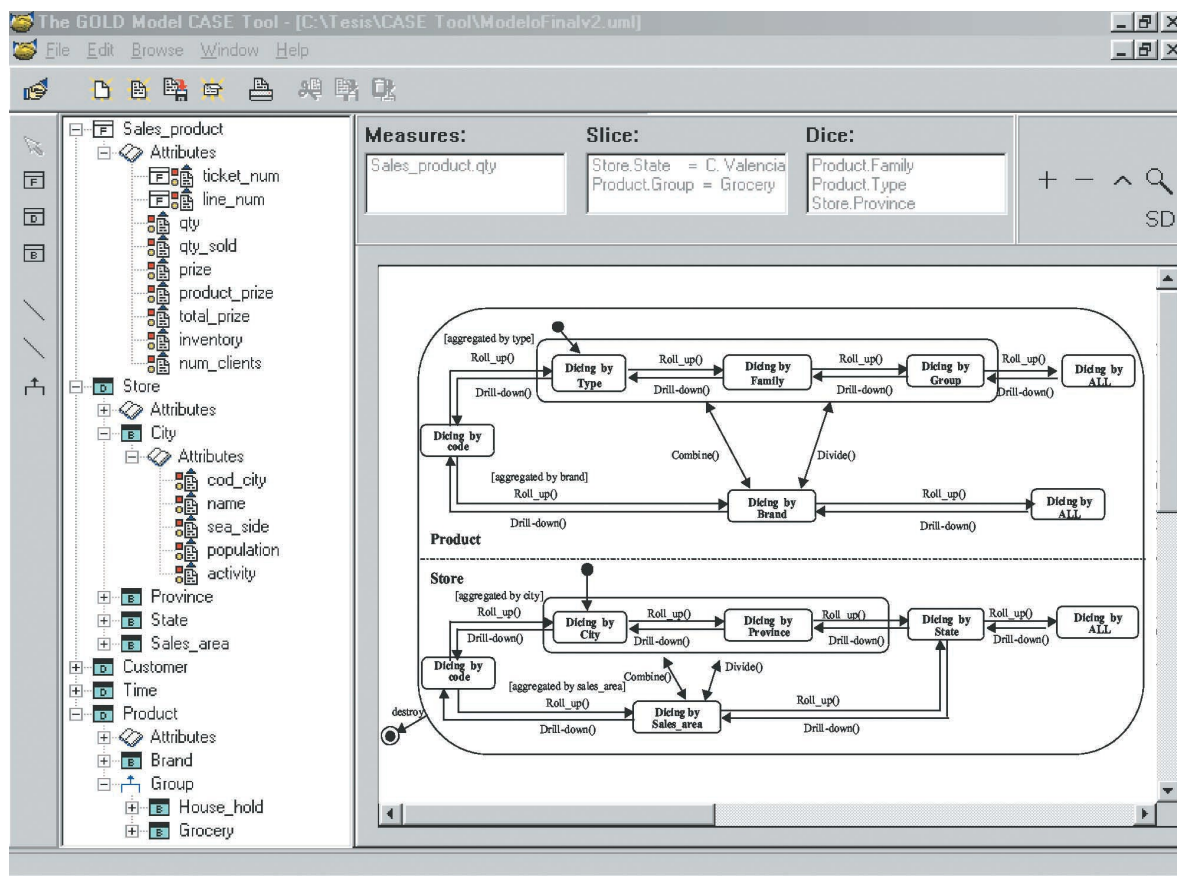 The GOLD Model CASE Tool - [C:\Tesis\CASE Tool\ModeloFinalv2.uml]
File Edit Browse Window Help
Sales_product
Attributes
F ticket_num
F line_num
qty
qty_sold
prize
product_prize
total_prize
inventory
num_clients
D Store
Attributes
B City
Attributes
cod_city
name
sea_side
population
activity
B Province
B State
B Sales_area
D Customer
D Time
D Product
Attributes
B Brand
Group
B House_hold
B Grocery
F
D
B
Measures:
Sales_product.qty
Slice:
Store.State = C. Valencia
Product.Group = Grocery
Dice:
Product.Family
Product.Type
Store.Province
+ − ^
SD
[aggregated by type]
Roll_up() Roll_up() Roll_up() Roll_up()
Dicing by Type
Dicing by Family
Dicing by Group
Dicing by ALL
Drill-down() Drill-down() Drill-down() Drill-down()
Dicing by code
Combine() Divide()
[aggregated by brand]
Roll_up() Roll_up()
Dicing by Brand
Dicing by ALL
Drill-down() Drill-down()
Product
Store
[aggregated by city]
Roll_up() Roll_up() Roll_up() Roll_up()
Dicing by City
Dicing by Province
Dicing by State
Dicing by ALL
Drill-down() Drill-down() Drill-down() Drill-down()
Dicing by code
Combine() Divide()
[aggregated by sales_area]
Roll_up() Roll_up()
destroy
Dicing by Sales_area
Drill-down() Drill-down()